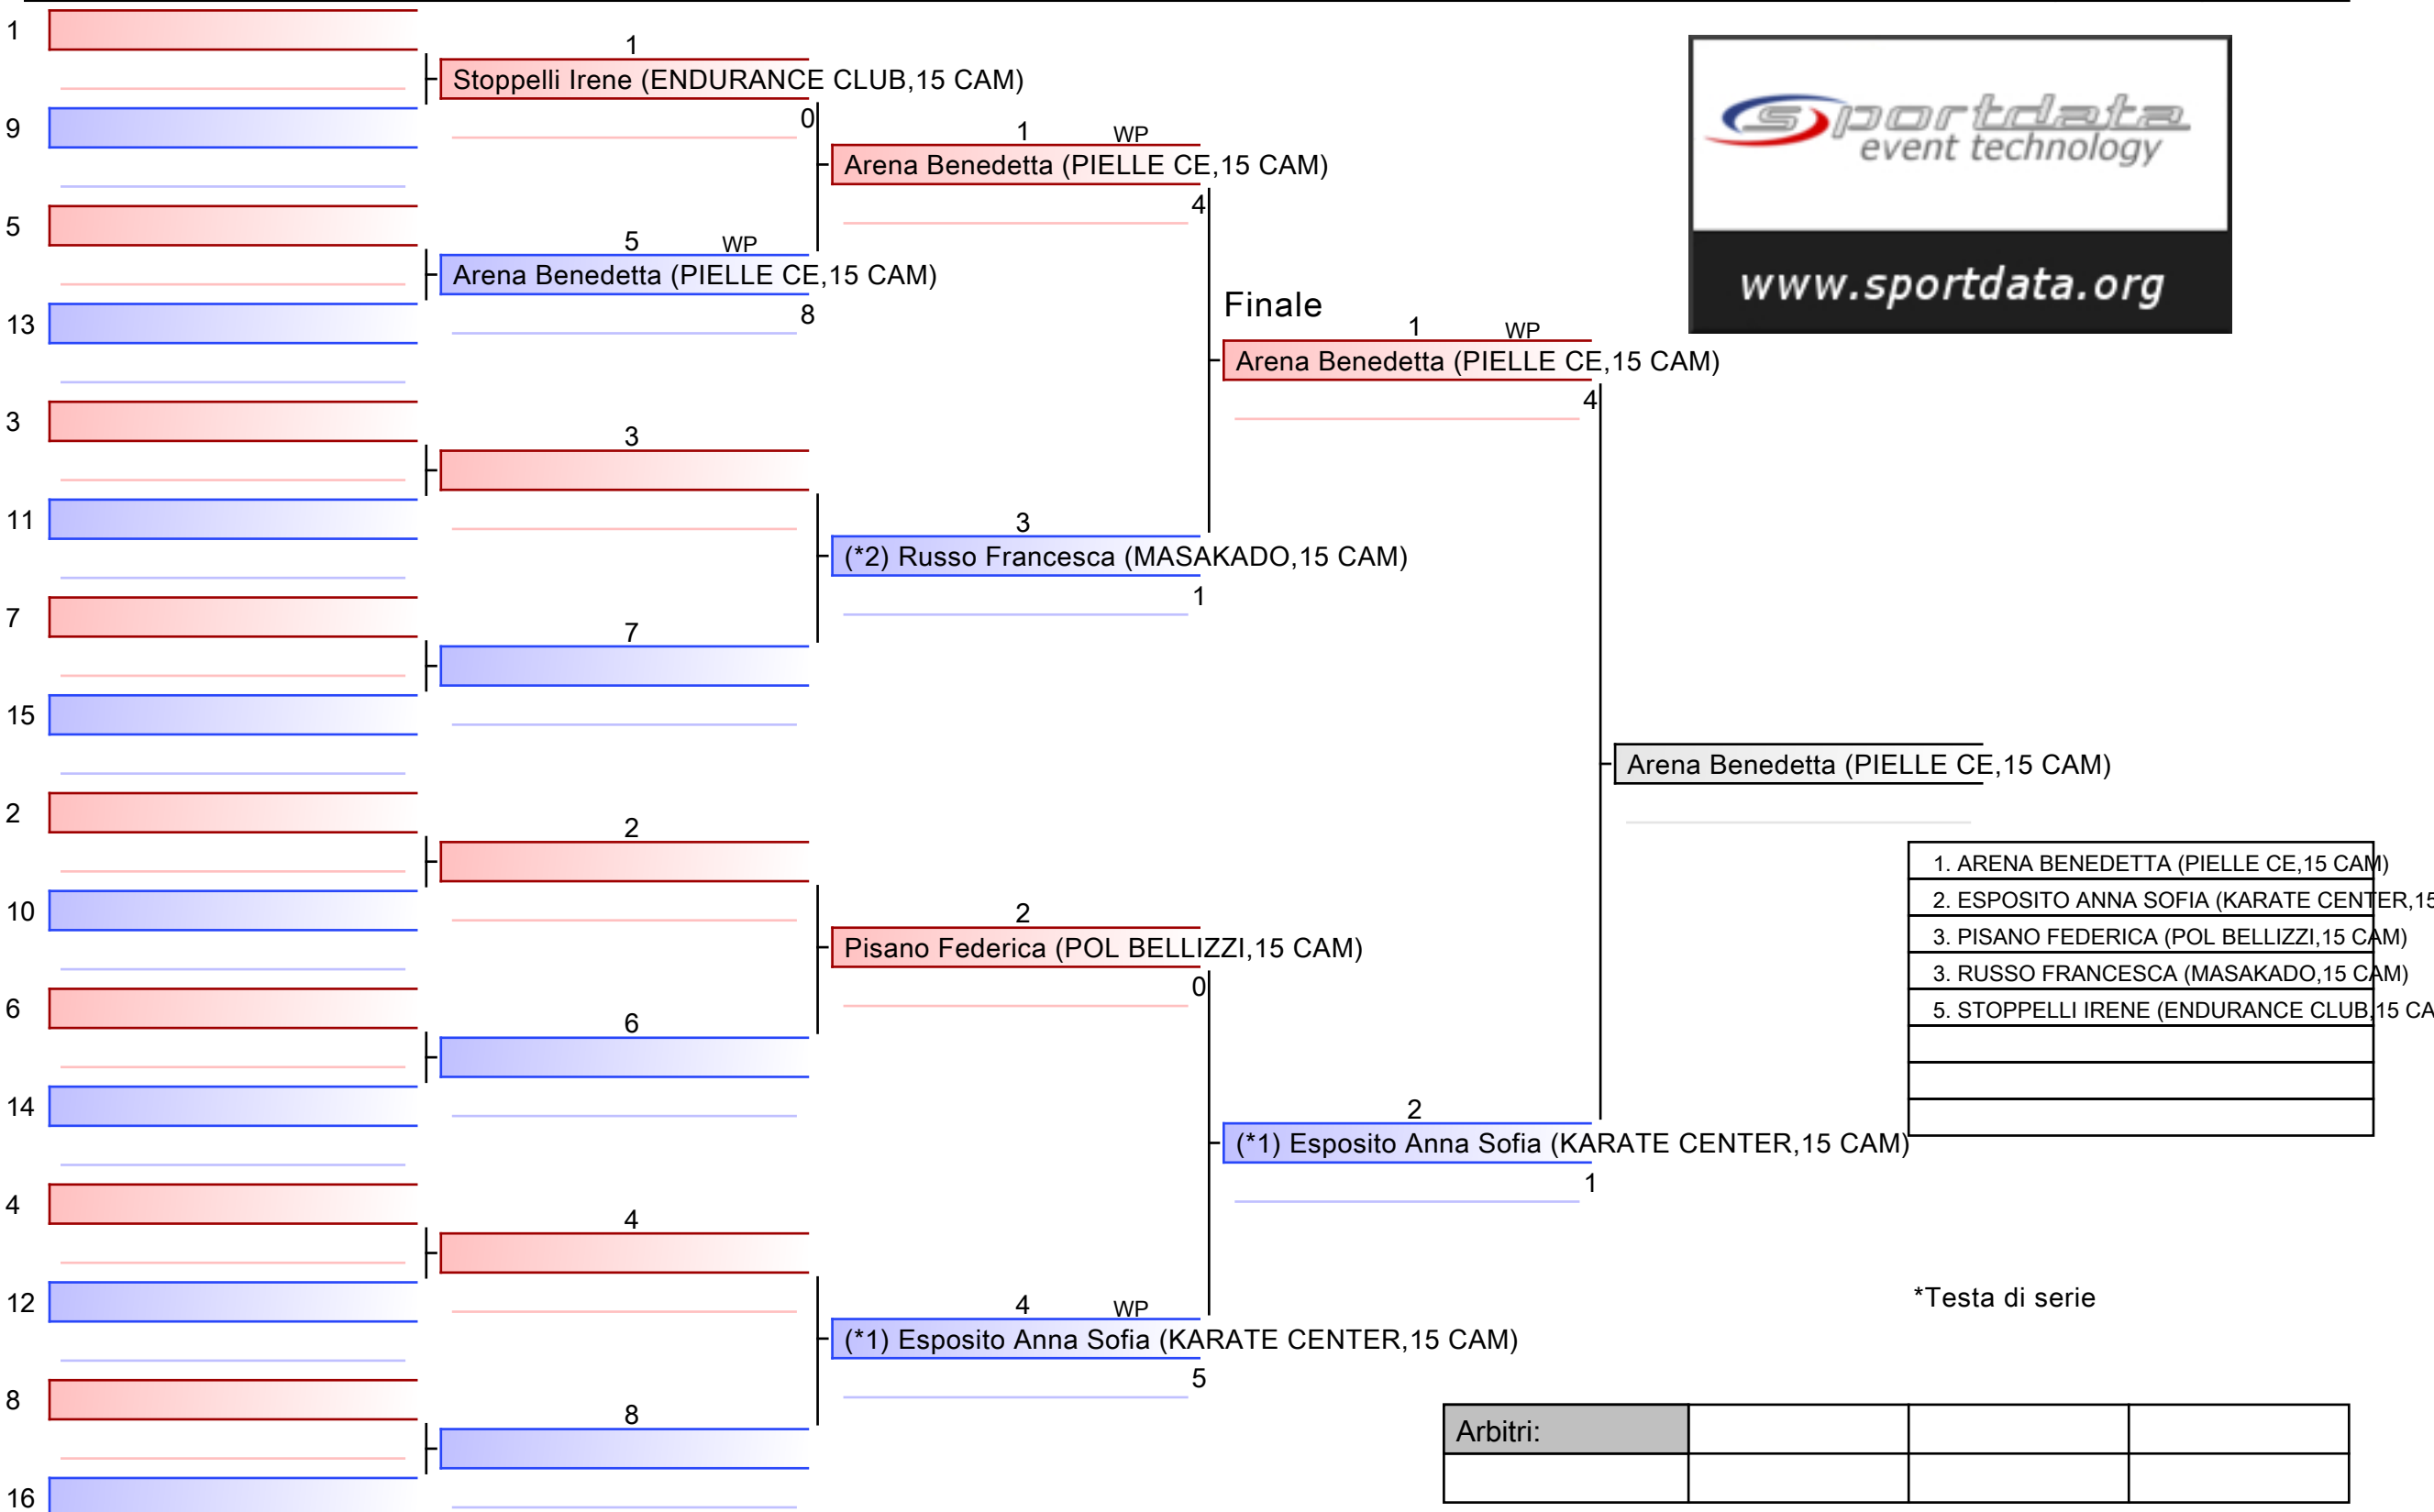 1
1
Stoppelli Irene (ENDURANCE CLUB,15 CAM)
9
0
1 WP
Arena Benedetta (PIELLE CE,15 CAM)
sportdata
event technology
www.sportdata.org
5
4
5 WP
Arena Benedetta (PIELLE CE,15 CAM)
13
8
Finale
1 WP
Arena Benedetta (PIELLE CE,15 CAM)
4
3
3
11
3
(*2) Russo Francesca (MASAKADO,15 CAM)
1
7
7
15
Arena Benedetta (PIELLE CE,15 CAM)
2
2
1. ARENA BENEDETTA (PIELLE CE,15 CAM)
2. ESPOSITO ANNA SOFIA (KARATE CENTER,15
3. PISANO FEDERICA (POL BELLIZZI,15 CAM)
3. RUSSO FRANCESCA (MASAKADO,15 CAM)
5. STOPPELLI IRENE (ENDURANCE CLUB,15 CA
10
2
Pisano Federica (POL BELLIZZI,15 CAM)
0
6
6
14
2
(*1) Esposito Anna Sofia (KARATE CENTER,15 CAM)
1
4
4
12
4 WP
(*1) Esposito Anna Sofia (KARATE CENTER,15 CAM)
5
*Testa di serie
8
8
Arbitri:
16